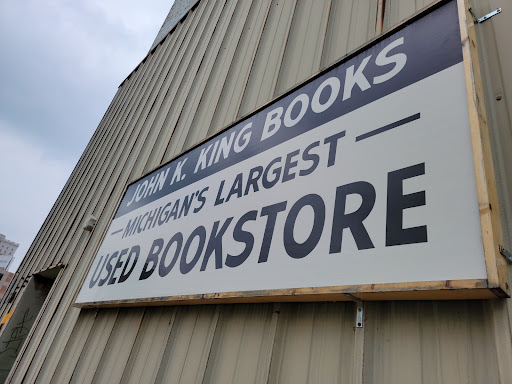 JOHN K. KING BOOKS
— MICHIGAN'S LARGEST —
USED BOOKSTORE